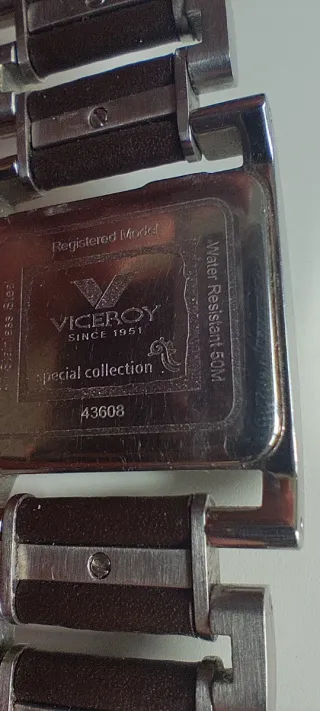 Registered Model
VICEROY
SINCE 1951
special collection
43608
Water Resistant 50M